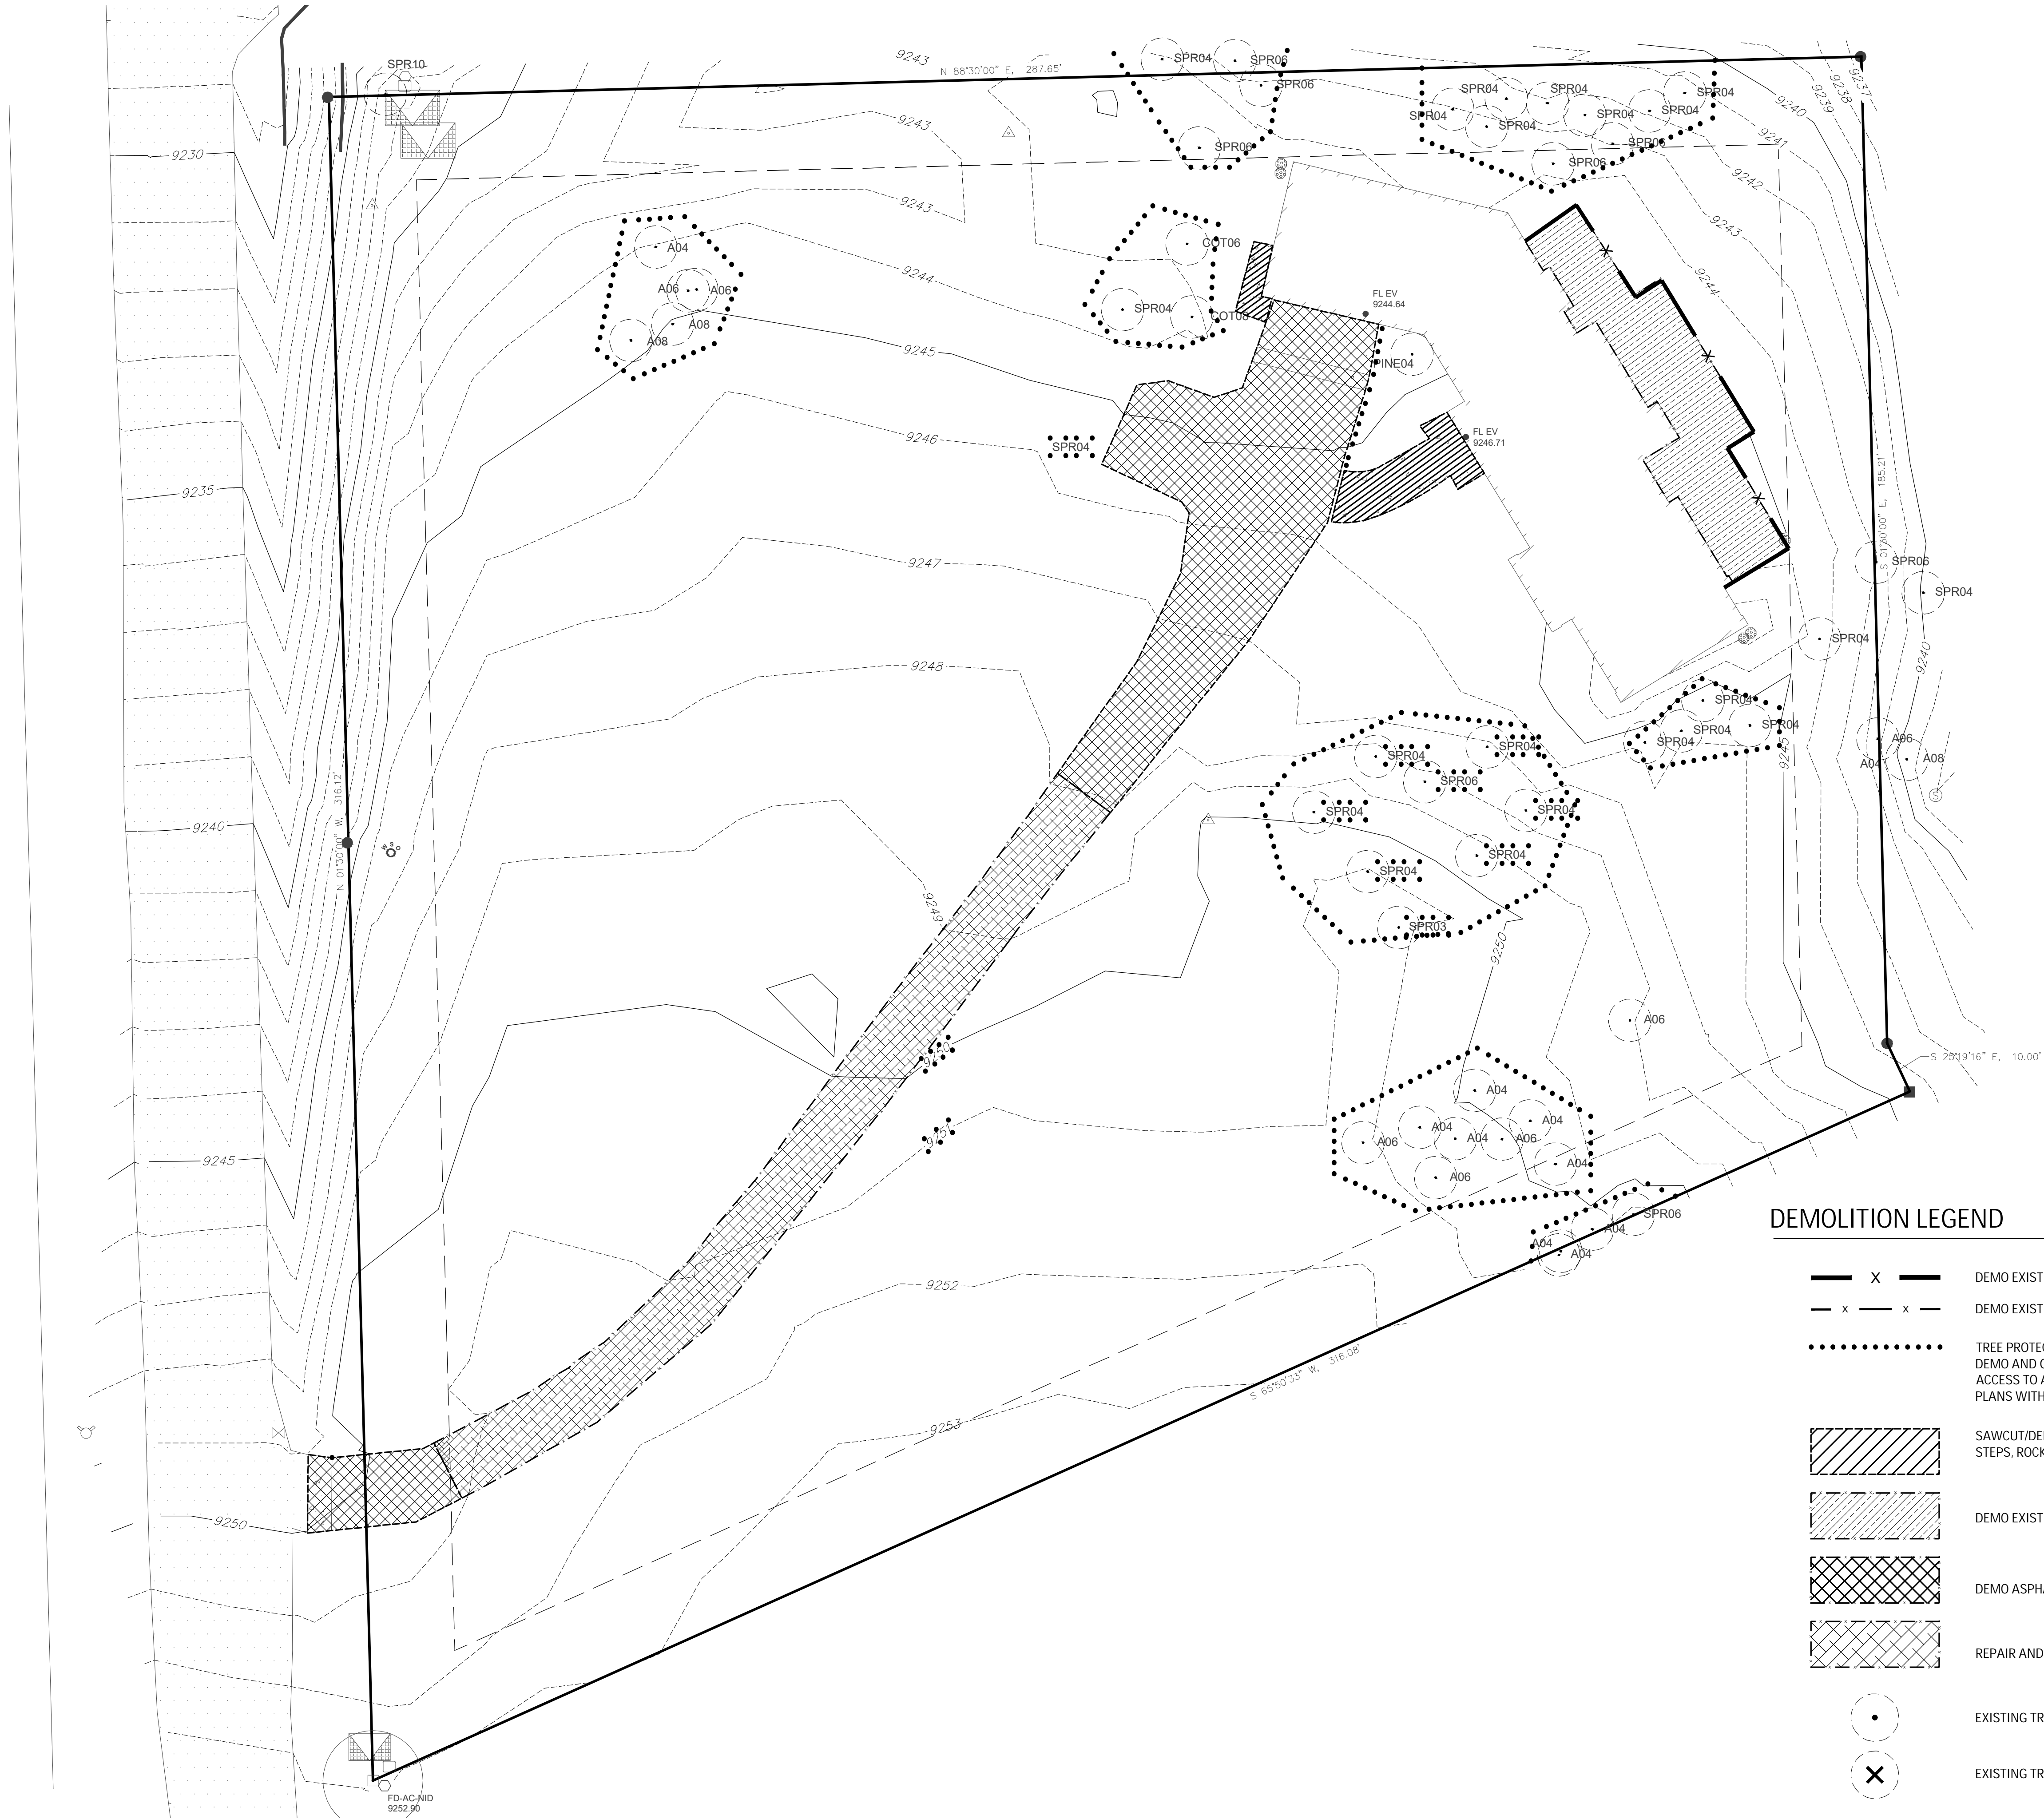 SPR10
9243
N 88°30'00" E, 287.65'
SPR04
SPR06
SPR06
SPR06
SPR04
SPR04
SPR04
SPR04
SPR04
SPR04
SPR04
SPR06
SPR06
9240
9239
9238
9237
9241
9242
9243
9244
9230
9243
9243
9244
A04
A06
A06
A08
A08
COT06
SPR04
COT08
FL EV
9244.64
PINE04
9245
9246
SPR04
FL EV
9246.71
9235
S 01°30'00" E, 185.21'
9247
SPR06
SPR04
SPR04
9240
9248
SPR04
SPR04
SPR04
SPR04
9245
A06
A04
A08
S
SPR04
SPR04
SPR06
SPR04
SPR04
SPR04
SPR04
SPR03
N 01°30'00" W, 316.12'
9240
W S O
9249
9250
A06
9250
S 25°19'16" E, 10.00'
9251
A04
A04
A04
A04
A06
A06
A06
A04
9245
SPR06
A04
A04
A04
9252
S 65°50'33" W, 316.08'
9253
9250
FD-AC-NID
9252.90
DEMOLITION LEGEND
X DEMO EXIST
X X DEMO EXIST
TREE PROTEC
DEMO AND C
ACCESS TO A
PLANS WITH
SAWCUT/DE
STEPS, ROCK
DEMO EXIST
DEMO ASPHA
REPAIR AND
EXISTING TR
EXISTING TR